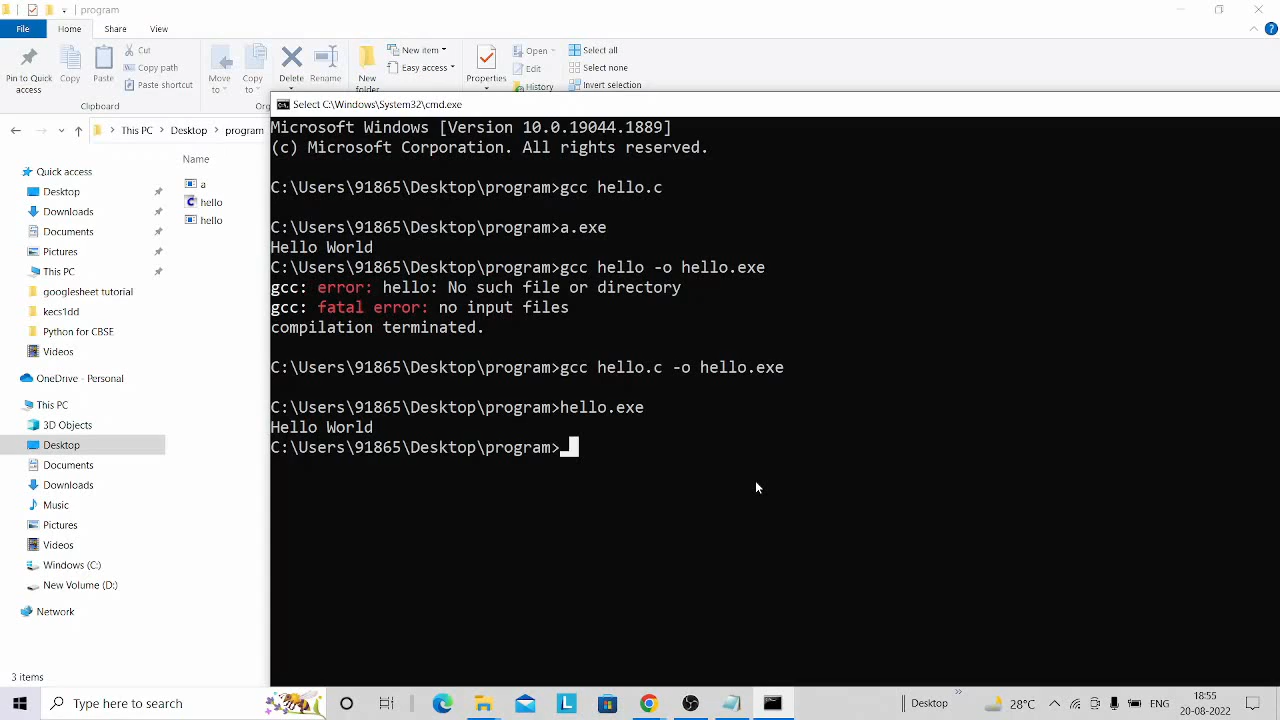 program
File Home Share View
Pin to Quick access
Copy
Paste
Cut
Copy path
Paste shortcut
Clipboard
Move to
Copy to
Delete
Rename
New folder
New item
Easy access
Properties
Open
Edit
History
Select all
Select none
Invert selection
This PC Desktop program
Name
a
hello
hello
Quick access
Desktop
Downloads
Documents
Pictures
This PC
googlesheet tutorial
kecs1dd
Python for CBSE
Videos
OneDrive - Personal
This PC
3D Objects
Desktop
Documents
Downloads
Music
Pictures
Videos
Windows (C:)
New Volume (D:)
Network
3 items
Select C:\Windows\System32\cmd.exe
Microsoft Windows [Version 10.0.19044.1889]
(c) Microsoft Corporation. All rights reserved.
C:\Users\91865\Desktop\program>gcc hello.c
C:\Users\91865\Desktop\program>a.exe
Hello World
C:\Users\91865\Desktop\program>gcc hello -o hello.exe
gcc: error: hello: No such file or directory
gcc: fatal error: no input files
compilation terminated.
C:\Users\91865\Desktop\program>gcc hello.c -o hello.exe
C:\Users\91865\Desktop\program>hello.exe
Hello World
C:\Users\91865\Desktop\program>
Type here to search
Desktop
28°C
ENG
18:55
20-08-2022